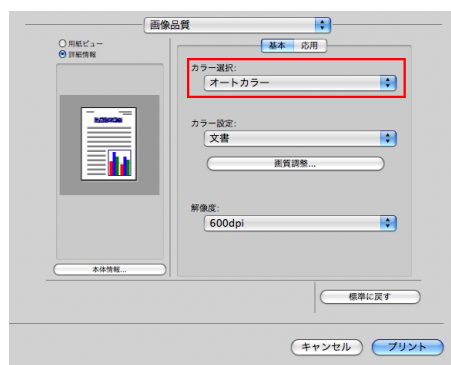 画像品質
用紙ビュー
詳細情報
基本
応用
カラー選択:
オートカラー
カラー設定:
文書
画質調整...
解像度:
600dpi
本体情報...
標準に戻す
キャンセル
プリント